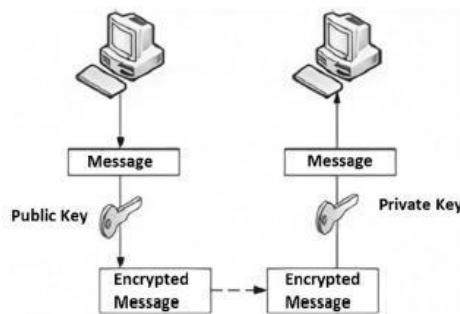 Message
Message
Public Key
Private Key
Encrypted
Message
Encrypted
Message